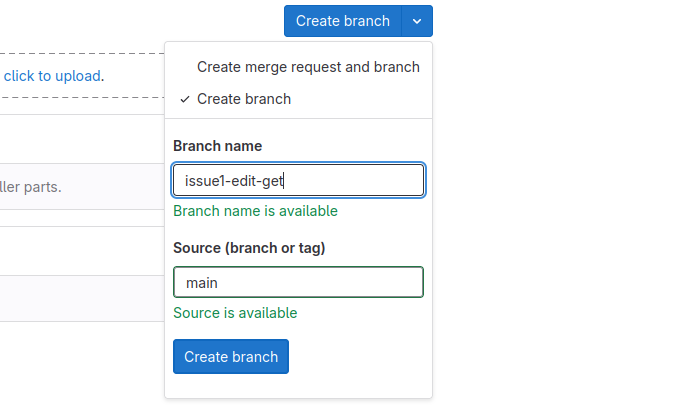 Create branch
click to upload.
Create merge request and branch
Create branch
Branch name
ller parts.
issue1-edit-get
Branch name is available
Source (branch or tag)
main
Source is available
Create branch